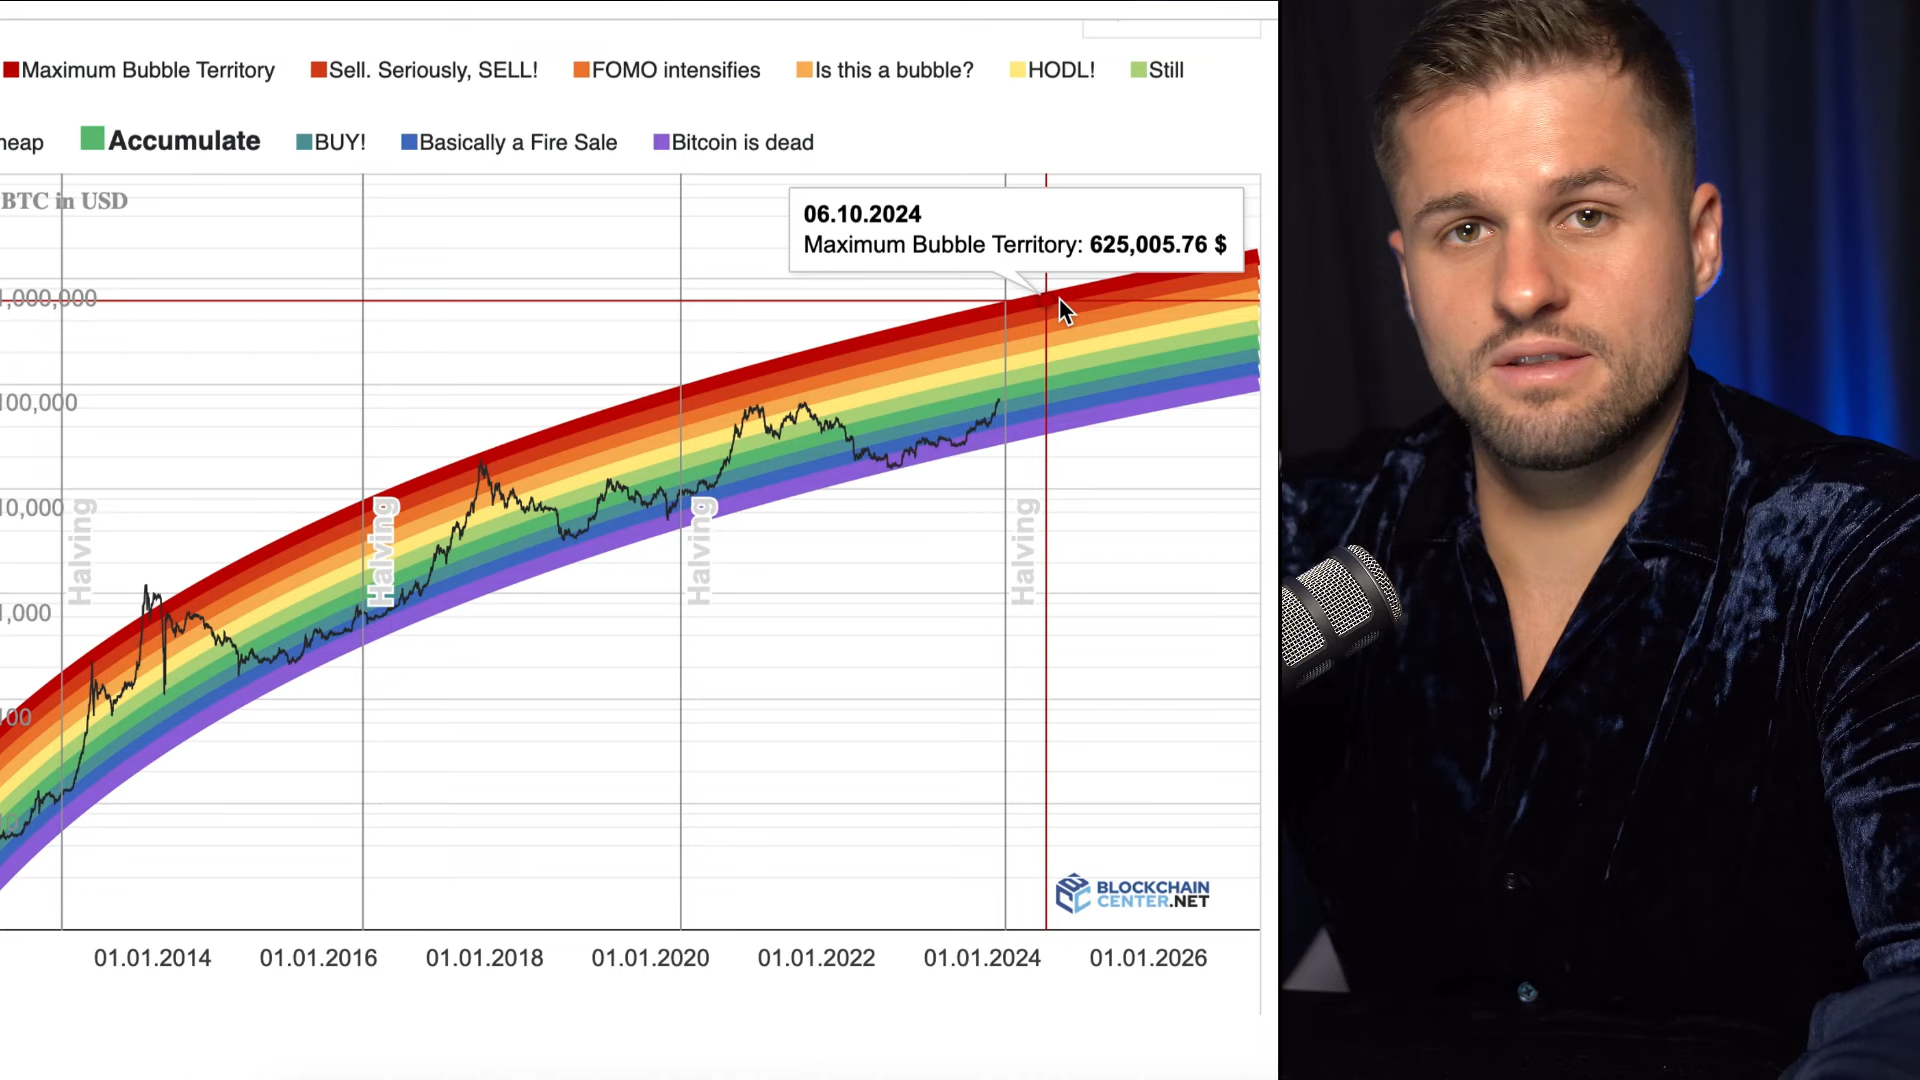 Maximum Bubble Territory Sell. Seriously, SELL! FOMO intensifies Is this a bubble? HODL! Still
heap Accumulate BUY! Basically a Fire Sale Bitcoin is dead
BTC in USD
06.10.2024
Maximum Bubble Territory: 625,005.76 $
1,000,000
100,000
10,000
1,000
100
Halving
Halving
Halving
Halving
BLOCKCHAIN
CENTER.NET
01.01.2014 01.01.2016 01.01.2018 01.01.2020 01.01.2022 01.01.2024 01.01.2026